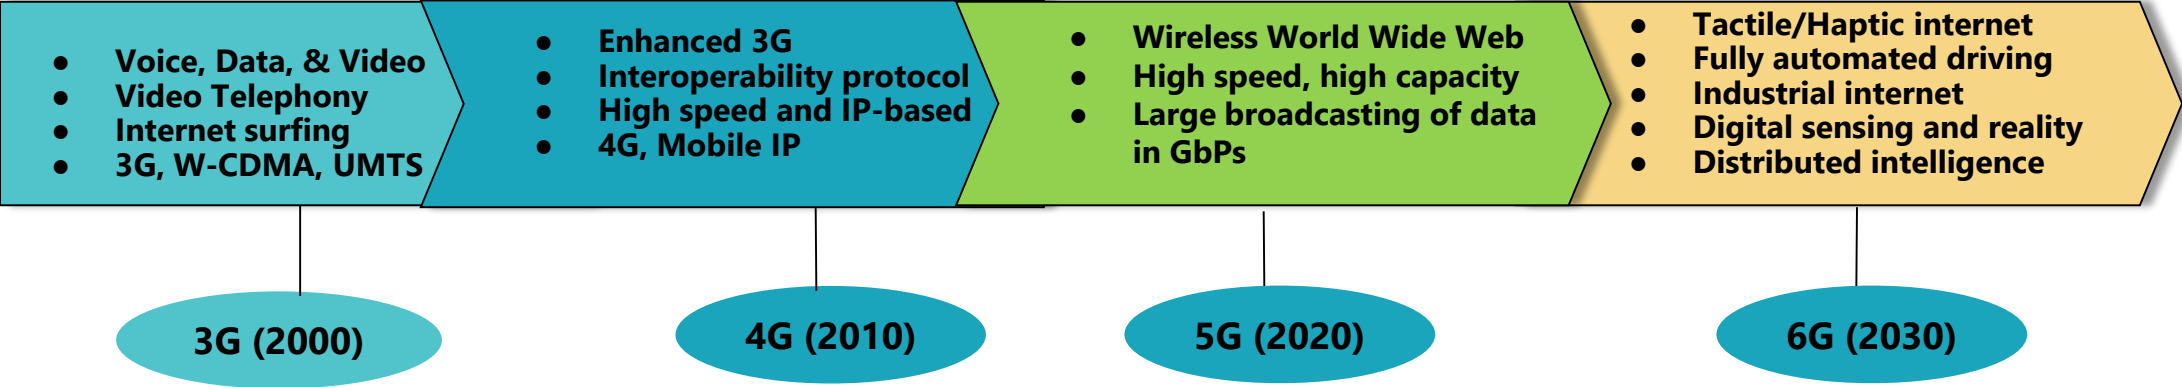 ● Voice, Data, & Video
● Video Telephony
● Internet surfing
● 3G, W-CDMA, UMTS
● Enhanced 3G
● Interoperability protocol
● High speed and IP-based
● 4G, Mobile IP
● Wireless World Wide Web
● High speed, high capacity
● Large broadcasting of data
in GbPs
● Tactile/Haptic internet
● Fully automated driving
● Industrial internet
● Digital sensing and reality
● Distributed intelligence
3G (2000)
4G (2010)
5G (2020)
6G (2030)